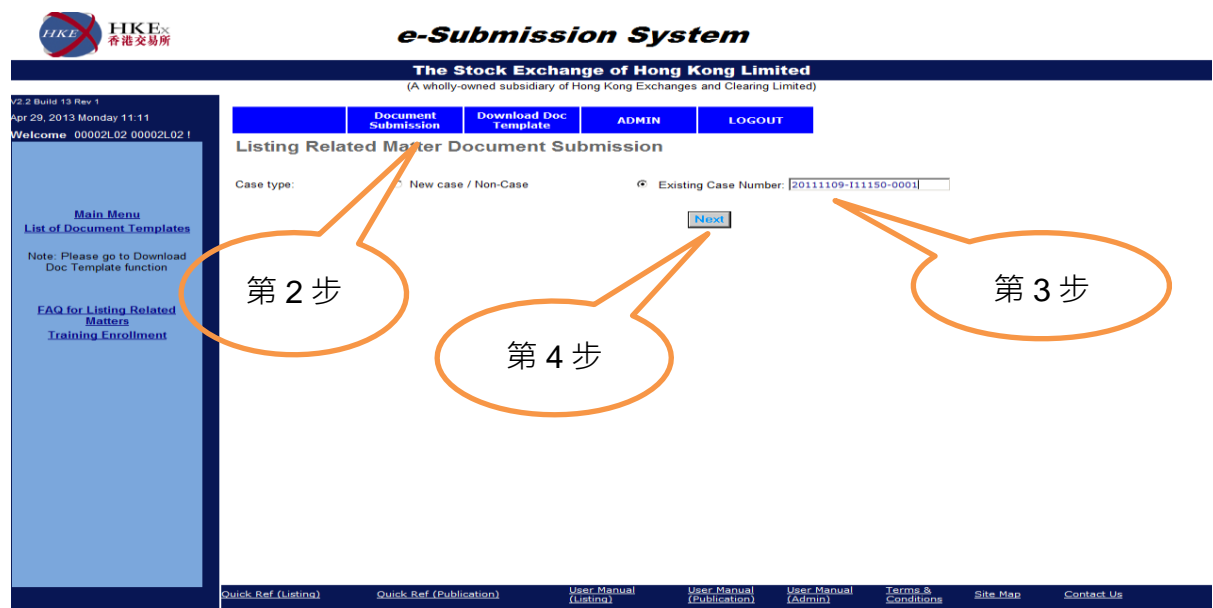 HKE HKEx
香港交易所
e-Submission System
The Stock Exchange of Hong Kong Limited
(A wholly-owned subsidiary of Hong Kong Exchanges and Clearing Limited)
V2.2 Build 13 Rev 1
Apr 29, 2013 Monday 11:11
Welcome 00002L02 00002L02 !
Document Submission
Download Doc Template
ADMIN
LOGOUT
Listing Related Matter Document Submission
Case type:
New case / Non-Case
Existing Case Number: 20111109-I11150-0001
Next
Main Menu
List of Document Templates
Note: Please go to Download
Doc Template function
FAQ for Listing Related
Matters
Training Enrollment
第 2 步
第 3 步
第 4 步
Quick Ref (Listing)
Quick Ref (Publication)
User Manual
(Listing)
User Manual
(Publication)
User Manual
(Admin)
Terms &
Conditions
Site Map
Contact Us